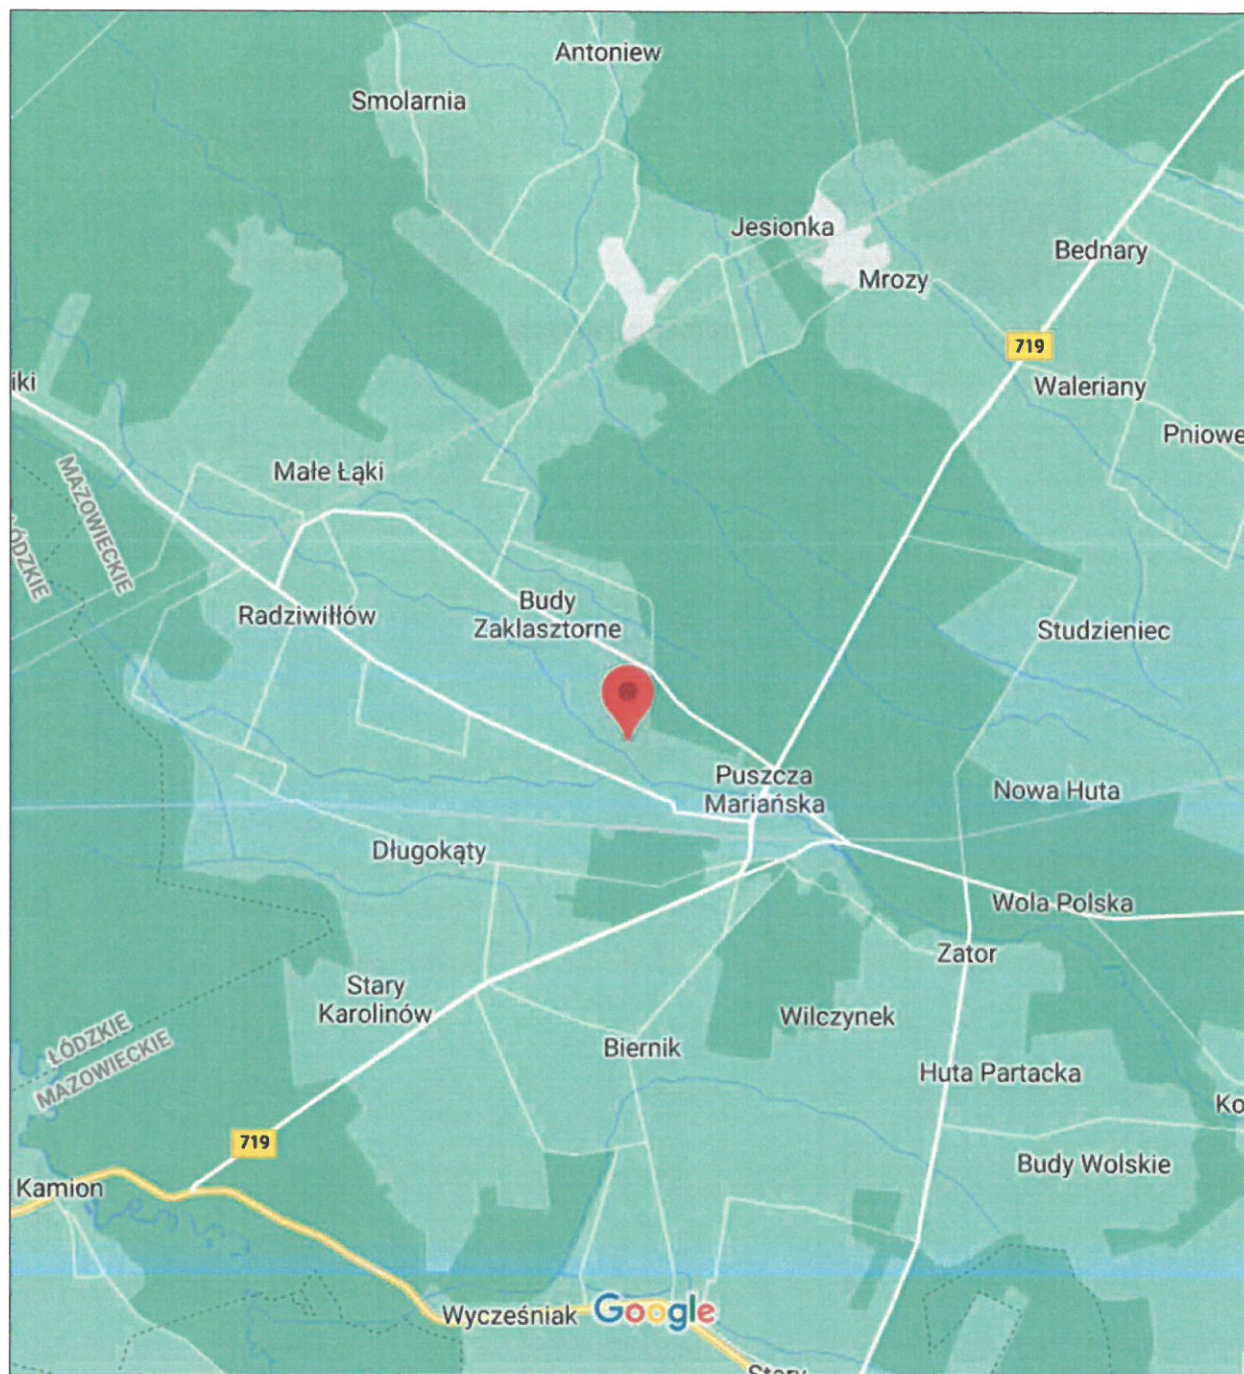 Antoniew
Smolarnia
Jesionka
Bednary
Mrozy
719
iki
Waleriany
Pniowe
Małe Łąki
MAZOWIECKIE
ÓDZKIE
Budy
Zaklasztorne
Radziwiłłów
Studzieniec
Puszcza
Mariańska
Nowa Huta
Długokąty
Wola Polska
Zator
Stary
Karolinów
Wilczynek
ŁÓDZKIE
MAZOWIECKIE
Biernik
Huta Partacka
Ko
719
Budy Wolskie
Kamion
Wycześniak
Google
Stary